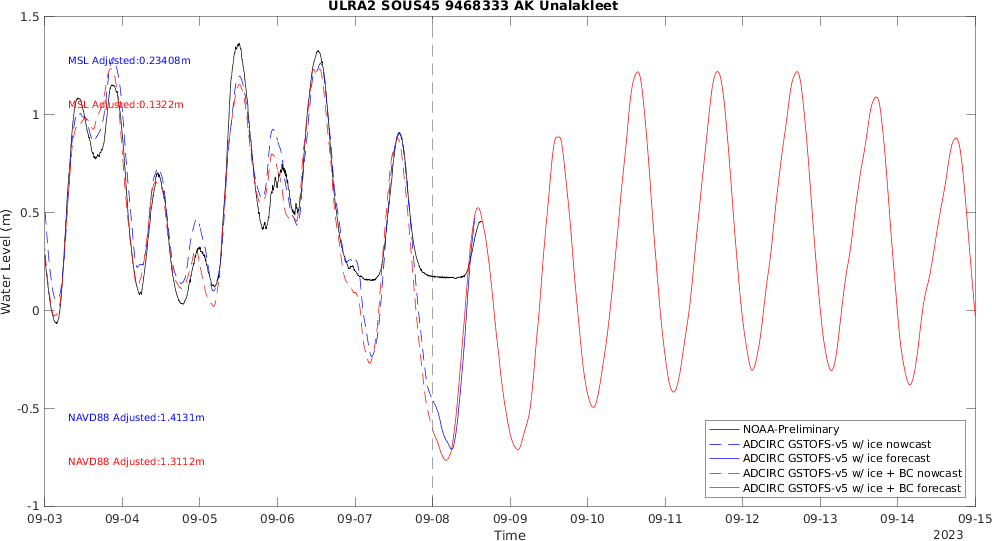 ULRA2 SOUS45 9468333 AK Unalakleet
1.5
1
0.5
0
-0.5
-1
Water Level (m)
MSL Adjusted:0.23408m
MSL Adjusted:0.1322m
NAVD88 Adjusted:1.4131m
NAVD88 Adjusted:1.3112m
NOAA-Preliminary
ADCIRC GSTOFS-v5 w/ ice nowcast
ADCIRC GSTOFS-v5 w/ ice forecast
ADCIRC GSTOFS-v5 w/ ice + BC nowcast
ADCIRC GSTOFS-v5 w/ ice + BC forecast
09-03 09-04 09-05 09-06 09-07 09-08 09-09 09-10 09-11 09-12 09-13 09-14 09-15
Time
2023